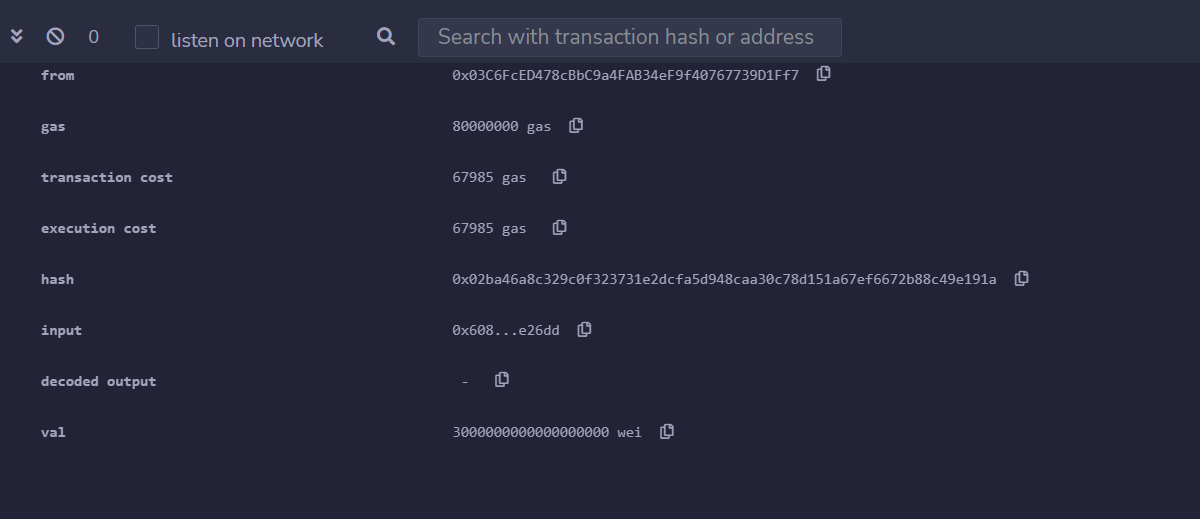 0 listen on network Search with transaction hash or address
from 0x03C6FcED478cBbC9a4FAB34eF9f40767739D1Ff7
gas 80000000 gas
transaction cost 67985 gas
execution cost 67985 gas
hash 0x02ba46a8c329c0f323731e2dcfa5d948caa30c78d151a67ef6672b88c49e191a
input 0x608...e26dd
decoded output -
val 3000000000000000000 wei